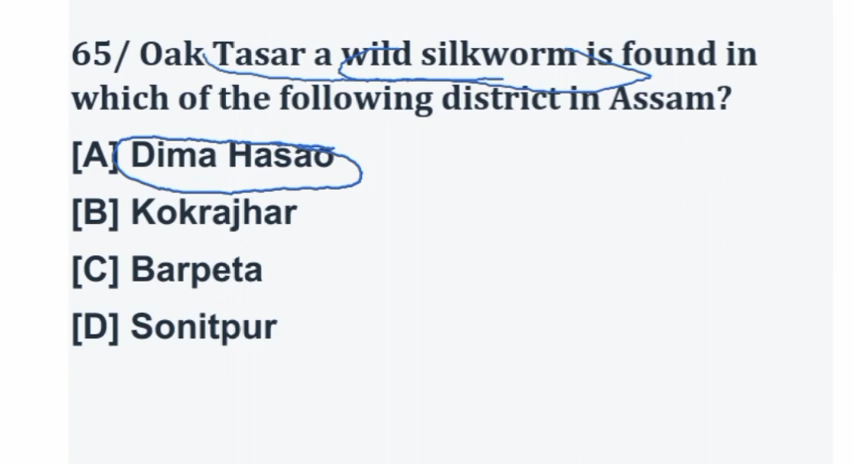 65/ Oak Tasar a wild silkworm is found in
which of the following district in Assam?
[A] Dima Hasao
[B] Kokrajhar
[C] Barpeta
[D] Sonitpur